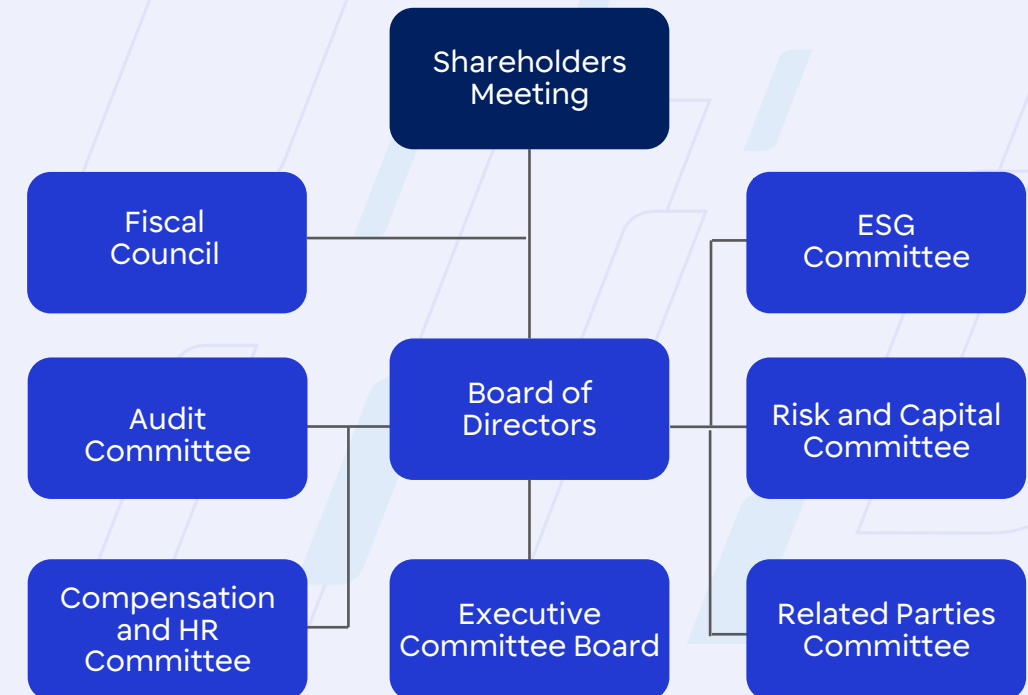 Shareholders
Meeting
Fiscal
Council
ESG
Committee
Board of
Directors
Audit
Committee
Risk and Capital
Committee
Compensation
and HR
Committee
Executive
Committee Board
Related Parties
Committee